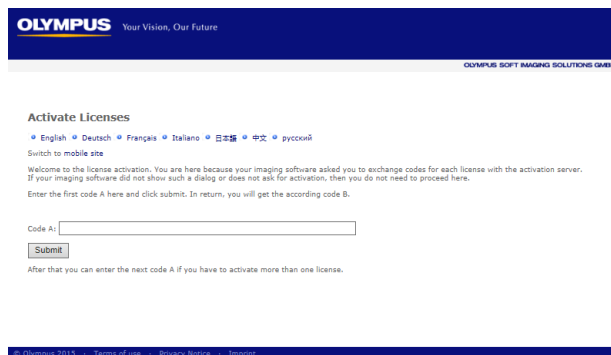 OLYMPUS Your Vision, Our Future
OLYMPUS SOFT IMAGING SOLUTIONS GMB
Activate Licenses
English Deutsch Français Italiano 日本語 中文 русский
Switch to mobile site
Welcome to the license activation. You are here because your imaging software asked you to exchange codes for each license with the activation server.
If your imaging software did not show such a dialog or does not ask for activation, then you do not need to proceed here.
Enter the first code A here and click submit. In return, you will get the according code B.
Code A:
Submit
After that you can enter the next code A if you have to activate more than one license.
© Olympus 2015 · Terms of use · Privacy Notice · Imprint